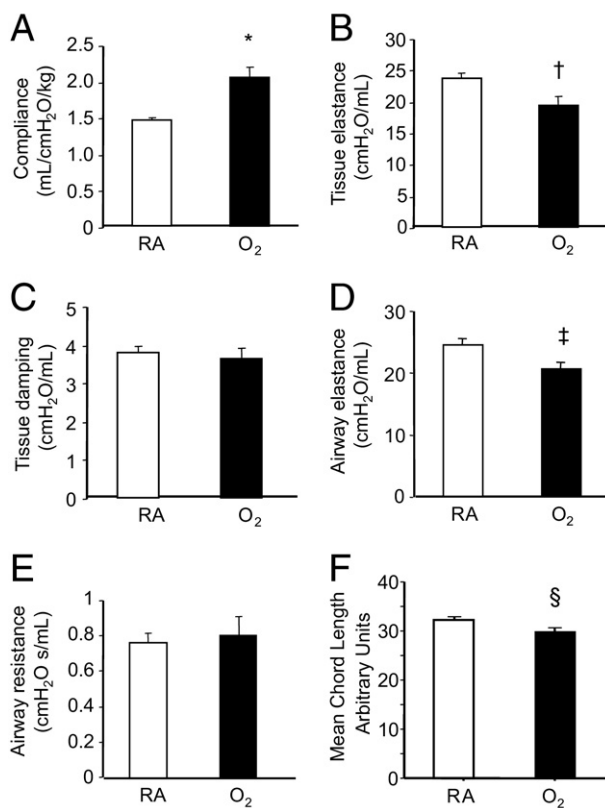 A
Compliance
(mL/cmH₂O/kg)
2.5
2.0
1.5
1.0
0.5
0
*
RA
O₂
B
Tissue elastance
(cmH₂O/mL)
30
25
20
15
10
5
0
†
RA
O₂
C
Tissue damping
(cmH₂O/mL)
5
4
3
2
1
0
RA
O₂
D
Airway elastance
(cmH₂O/mL)
30
20
10
0
‡
RA
O₂
E
Airway resistance
(cmH₂O s/mL)
1
0.8
0.6
0.4
0.2
0
RA
O₂
F
Mean Chord Length
Arbitrary Units
40
30
20
10
0
§
RA
O₂